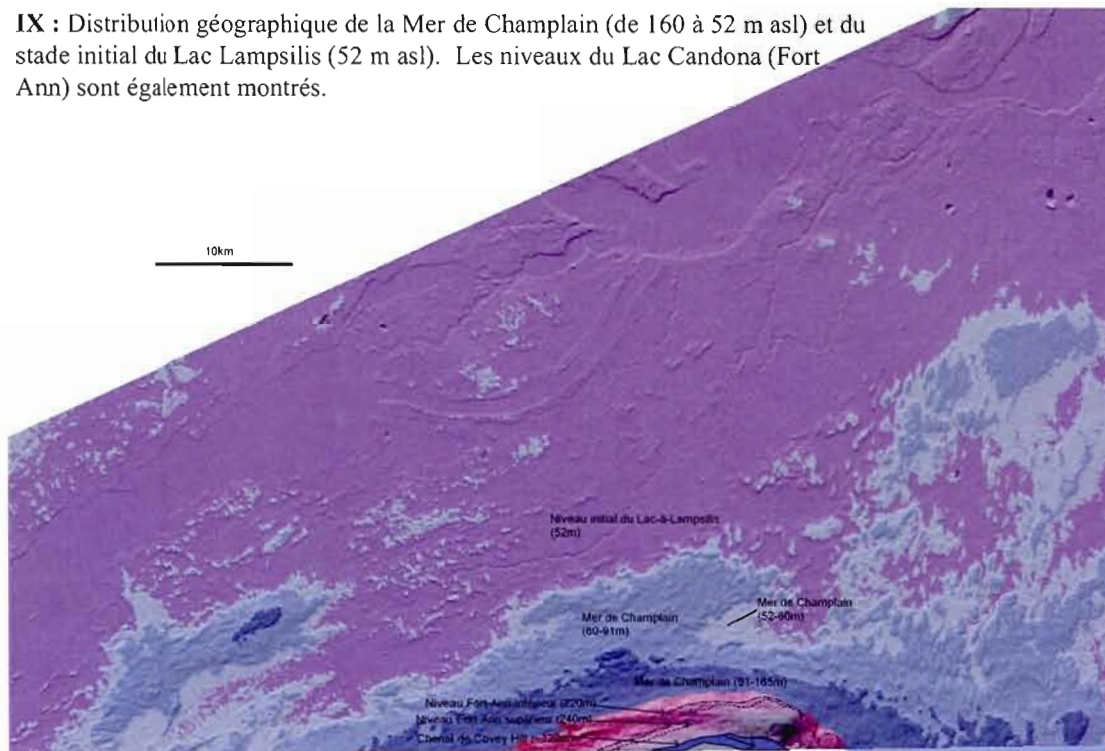 IX : Distribution géographique de la Mer de Champlain (de 160 à 52 m asl) et du
stade initial du Lac Lampsilis (52 m asl).  Les niveaux du Lac Candona (Fort
Ann) sont également montrés.
10km
Niveau initial du Lac-à-Lampsilis
(52m)
Mer de Champlain
(52-60m)
Mer de Champlain
(60-91m)
Mer de Champlain (91-165m)
Niveau Fort-Ann inférieur (220m)
Niveau Fort Ann supérieur (240m)
Chenal de Covey Hill